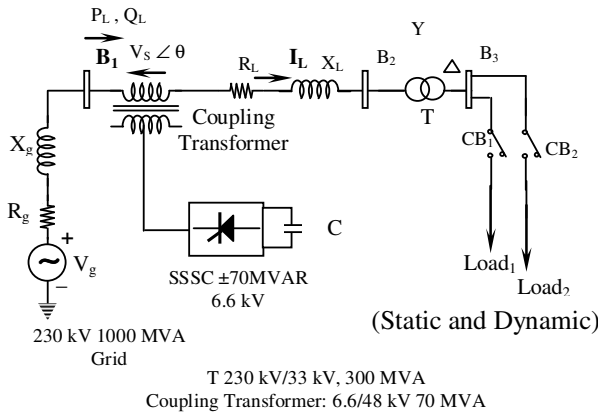 P_L, Q_L
B_1
V_S ∠ θ
R_L
I_L
X_L
B_2
Y
T
B_3
Coupling
Transformer
CB_1
CB_2
X_g
R_g
+
V_g
−
C
SSSC ±70MVAR
6.6 kV
Load_1
Load_2
(Static and Dynamic)
230 kV 1000 MVA
Grid
T 230 kV/33 kV, 300 MVA
Coupling Transformer: 6.6/48 kV 70 MVA